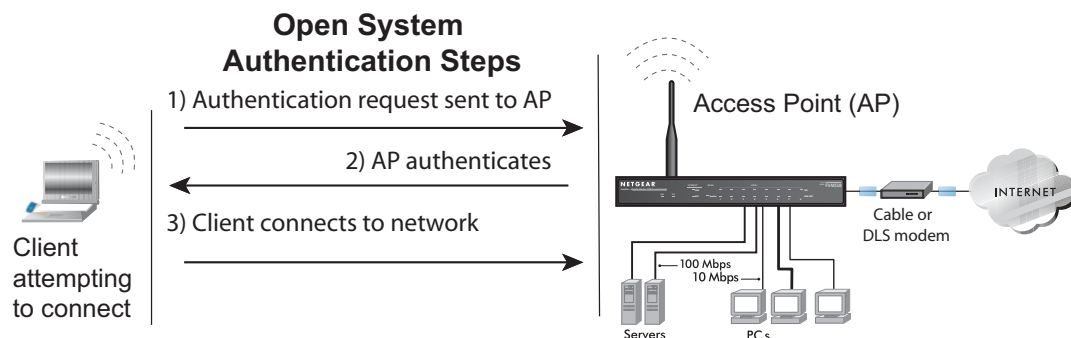 Open System
Authentication Steps
1) Authentication request sent to AP
2) AP authenticates
3) Client connects to network
Client
attempting
to connect
Access Point (AP)
NETGEAR
INTERNET
Cable or
DLS modem
100 Mbps
10 Mbps
Servers
PCs